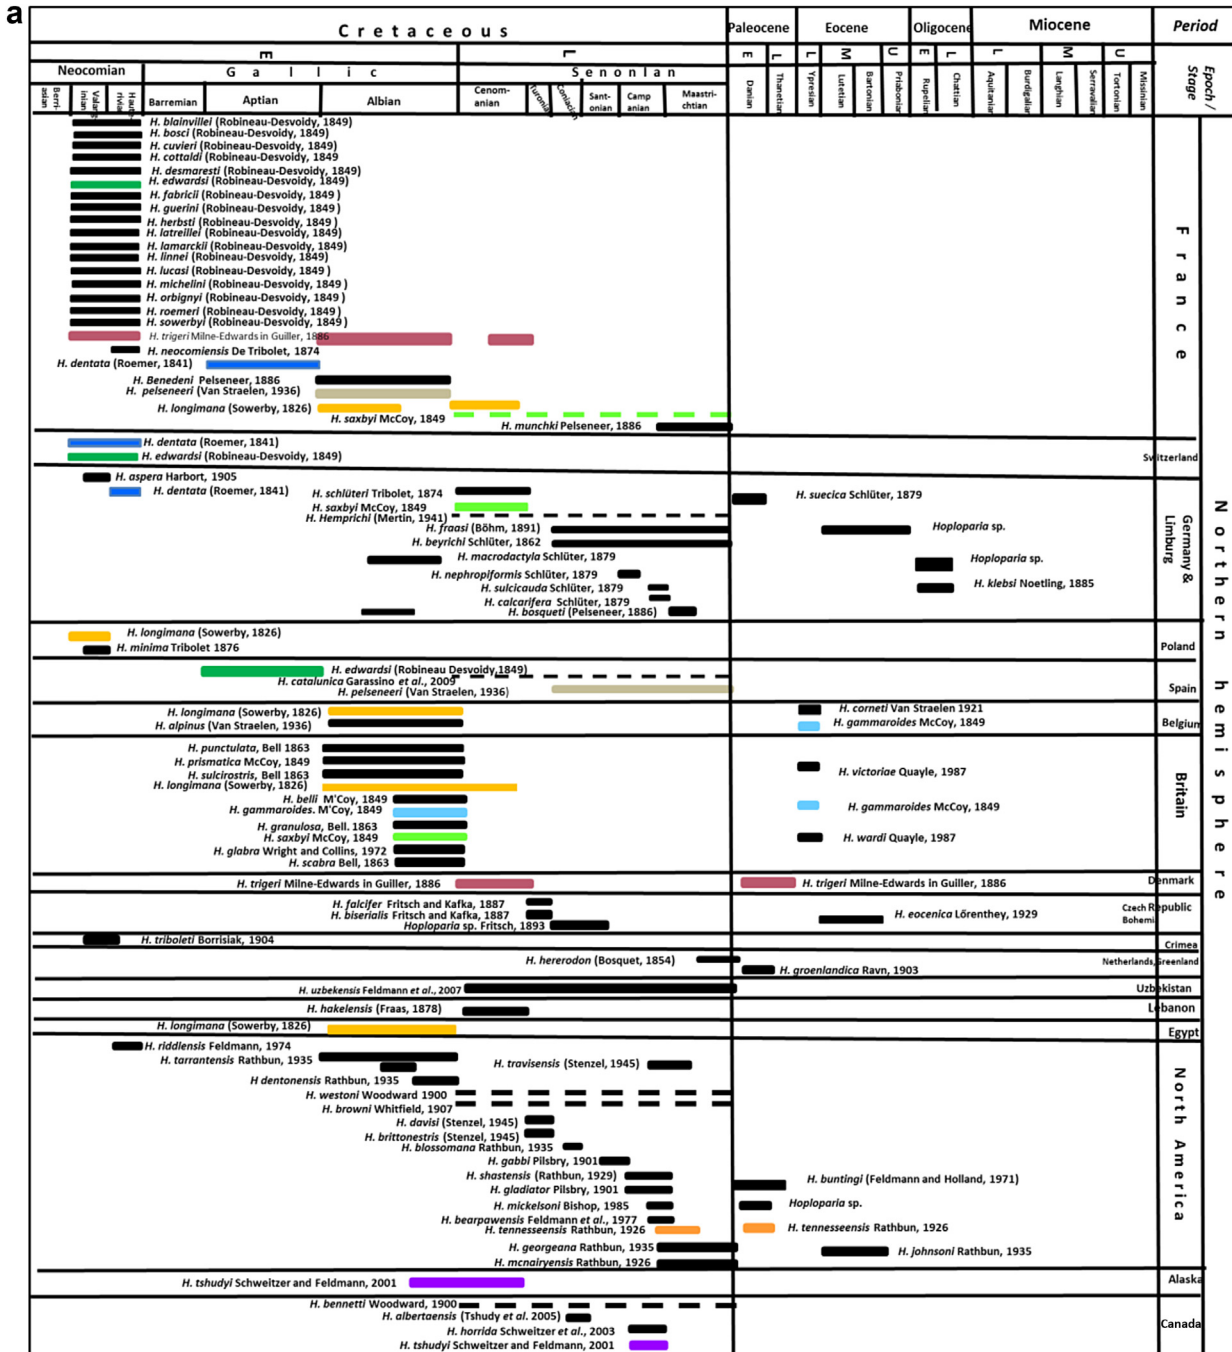 a
Cretaceous Paleocene Eocene Oligocene Miocene Period
E L E L L M U E L L M U Epoch / Stage
Neocomian Gallic Senonian
Berri-asian Valang-inian Haute-rivian Barremian Aptian Albian Cenom-anian Turonian Coniacian Sant-onian Camp anian Maastri-chtian Danian Thanetian Ypresian Lutetian Bartonian Priabonian Rupelian Chattian Aquitanian Burdigalian Langhian Serravalian Tortonian Missinian
H. blainvillei (Robineau-Desvoidy, 1849)
H. bosci (Robineau-Desvoidy, 1849)
H. cuvieri (Robineau-Desvoidy, 1849)
H. cottaldi (Robineau-Desvoidy, 1849
H. desmaresti (Robineau-Desvoidy, 1849)
H. edwardsi (Robineau-Desvoidy, 1849)
H. fabricii (Robineau-Desvoidy, 1849 )
H. guerini (Robineau-Desvoidy, 1849 )
H. herbsti (Robineau-Desvoidy, 1849 )
H. latreillei (Robineau-Desvoidy, 1849)
H. lamarckii (Robineau-Desvoidy, 1849)
H. linnei (Robineau-Desvoidy, 1849)
H. lucasi (Robineau-Desvoidy, 1849 )
H. michelini (Robineau-Desvoidy, 1849 )
H. orbignyi (Robineau-Desvoidy, 1849 )
H. roemeri (Robineau-Desvoidy, 1849 )
H. sowerbyi (Robineau-Desvoidy, 1849 )
H. trigeri Milne-Edwards in Guiller, 1886
H. neocomiensis De Tribolet, 1874
H. dentata (Roemer, 1841)
H. Benedeni Pelseneer, 1886
H. pelseneeri (Van Straelen, 1936)
H. longimana (Sowerby, 1826)
H. saxbyi McCoy, 1849
H. munchki Pelseneer, 1886
France
H. dentata (Roemer, 1841)
H. edwardsi (Robineau-Desvoidy, 1849)
Switzerland
H. aspera Harbort, 1905
H. dentata (Roemer, 1841)
H. schlüteri Tribolet, 1874
H. suecica Schlüter, 1879
H. saxbyi McCoy, 1849
H. Hemprichi (Mertin, 1941)
H. fraasi (Böhm, 1891)
Hoploparia sp.
H. beyrichi Schlüter, 1862
H. macrodactyla Schlüter, 1879
Hoploparia sp.
H. nephropiformis Schlüter, 1879
H. klebsi Noetling, 1885
H. sulcicauda Schlüter, 1879
H. calcarifera Schlüter, 1879
H. bosqueti (Pelseneer, 1886)
Germany & Limburg
Northern hemisphere
H. longimana (Sowerby, 1826)
H. minima Tribolet 1876
Poland
H. edwardsi (Robineau Desvoidy,1849)
H. catalunica Garassino et al., 2009
H. pelseneeri (Van Straelen, 1936)
Spain
H. longimana (Sowerby, 1826)
H. corneti Van Straelen 1921
H. alpinus (Van Straelen, 1936)
H. gammaroides McCoy, 1849
Belgium
H. punctulata, Bell 1863
H. prismatica McCoy, 1849
H. sulcirostris, Bell 1863
H. victoriae Quayle, 1987
H. longimana (Sowerby, 1826)
H. belli M'Coy, 1849
H. gammaroides. M'Coy, 1849
H. gammaroides McCoy, 1849
H. granulosa, Bell. 1863
H. saxbyi McCoy, 1849
H. wardi Quayle, 1987
H. glabra Wright and Collins, 1972
H. scabra Bell, 1863
Britain
H. trigeri Milne-Edwards in Guiller, 1886
H. trigeri Milne-Edwards in Guiller, 1886
Denmark
H. falcifer Fritsch and Kafka, 1887
H. biserialis Fritsch and Kafka, 1887
H. eocenica Lőrenthey, 1929
Hoploparia sp. Fritsch, 1893
Czech Republic
Bohemia
H. triboleti Borrisiak, 1904
Crimea
H. hererodon (Bosquet, 1854)
H. groenlandica Ravn, 1903
Netherlands,Greenland
H. uzbekensis Feldmann et al., 2007
Uzbekistan
H. hakelensis (Fraas, 1878)
Lebanon
H. longimana (Sowerby, 1826)
Egypt
H. riddlensis Feldmann, 1974
H. tarrantensis Rathbun, 1935
H. travisensis (Stenzel, 1945)
H dentonensis Rathbun, 1935
H. westoni Woodward 1900
H. browni Whitfield, 1907
H. davisi (Stenzel, 1945)
H. brittonestris (Stenzel, 1945)
H. blossomana Rathbun, 1935
H. gabbi Pilsbry, 1901
H. shastensis (Rathbun, 1929)
H. buntingi (Feldmann and Holland, 1971)
H. gladiator Pilsbry, 1901
H. mickelsoni Bishop, 1985
Hoploparia sp.
H. bearpawensis Feldmann et al., 1977
H. tennesseensis Rathbun, 1926
H. tennesseensis Rathbun, 1926
H. georgeana Rathbun, 1935
H. johnsoni Rathbun, 1935
H. mcnairyensis Rathbun, 1926
North America
H. tshudyi Schweitzer and Feldmann, 2001
Alaska
H. bennetti Woodward, 1900
H. albertaensis (Tshudy et al. 2005)
H. horrida Schweitzer et al., 2003
H. tshudyi Schweitzer and Feldmann, 2001
Canada